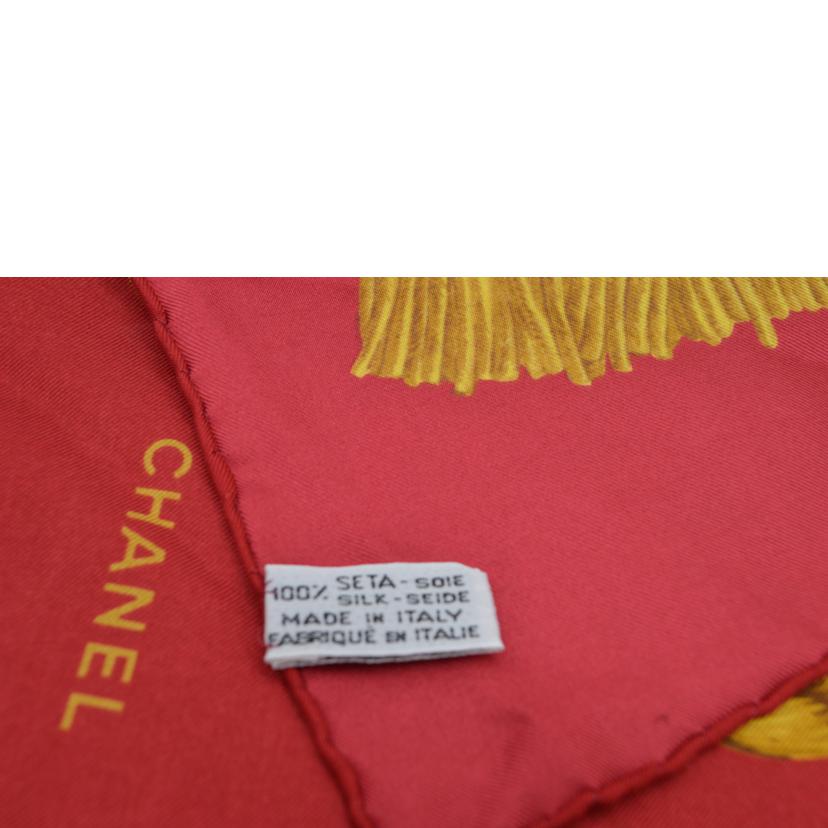 CHANEL
100% SETA - SOIE
SILK - SEIDE
MADE IN ITALY
FABRIQUÉ EN ITALIE